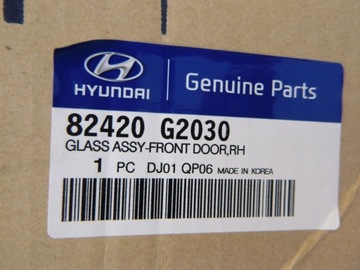 HYUNDAI
Genuine Parts
82420 G2030
GLASS ASSY-FRONT DOOR,RH
1 PC DJ01 QP06 MADE IN KOREA